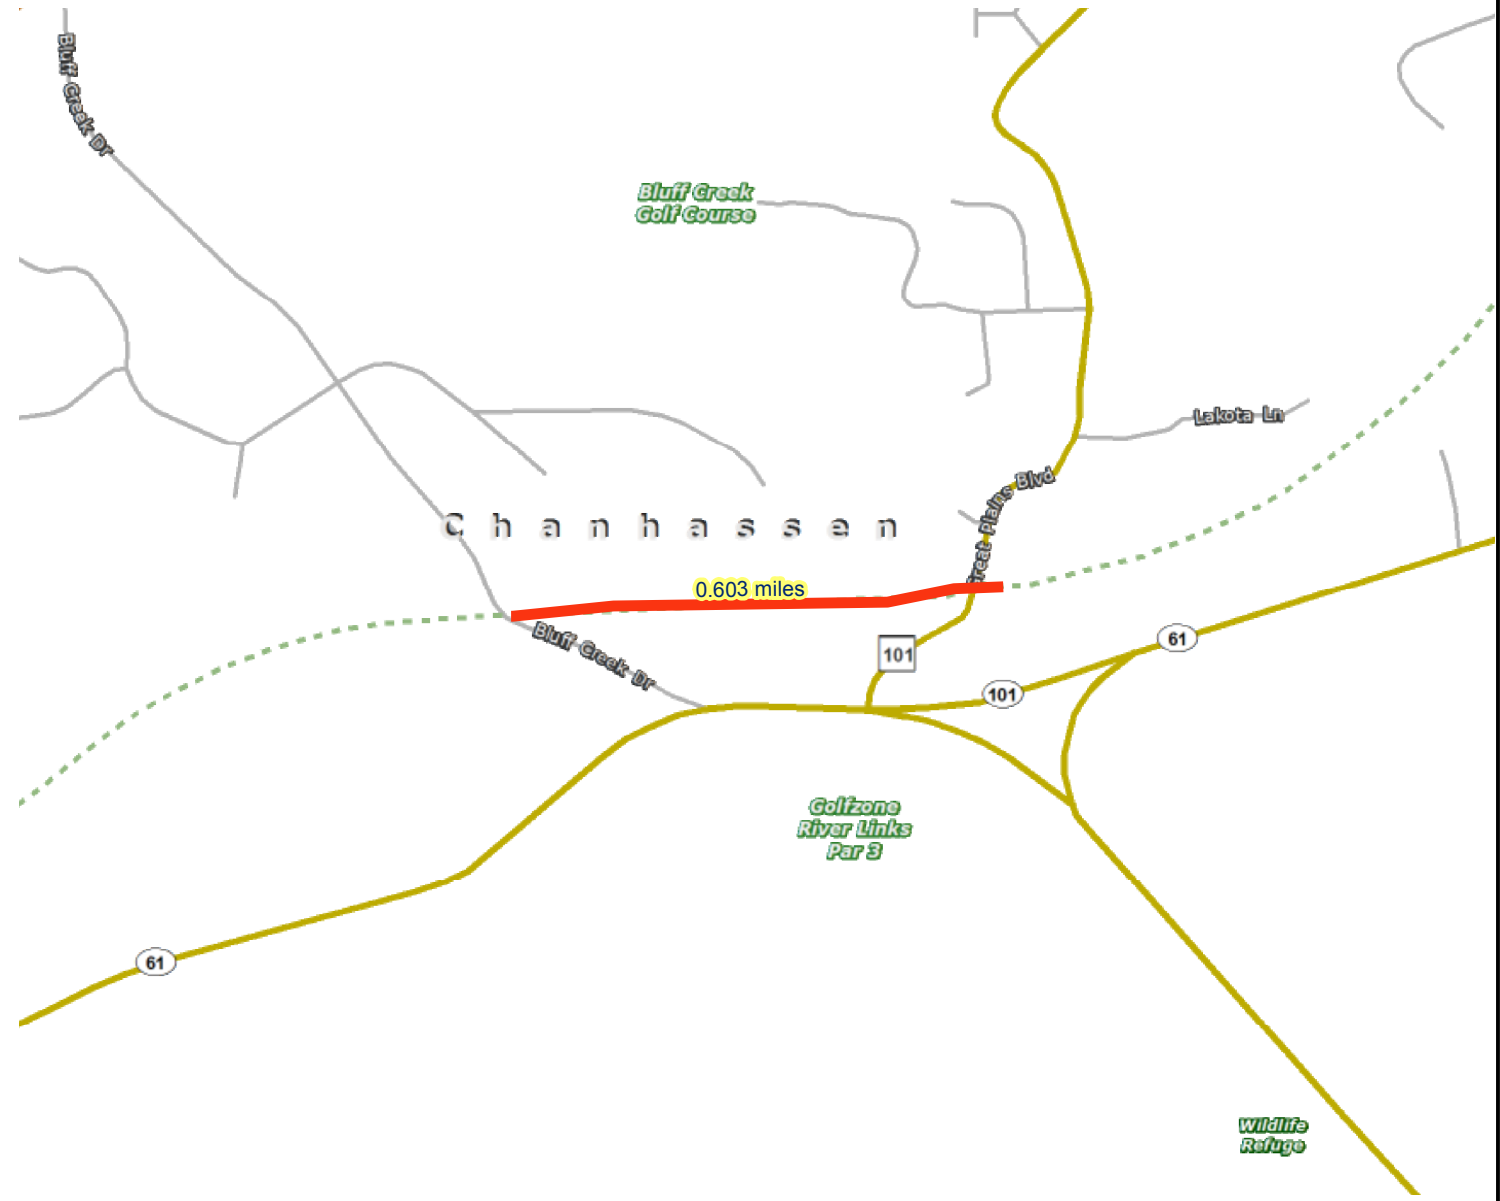 Bluff Creek Dr
Bluff Creek
Golf Course
Lakota Ln
Great Plains Blvd
Chanhassen
0.603 miles
Bluff Creek Dr
101
61
101
Golfzone
River Links
Par 3
61
Wildlife
Refuge